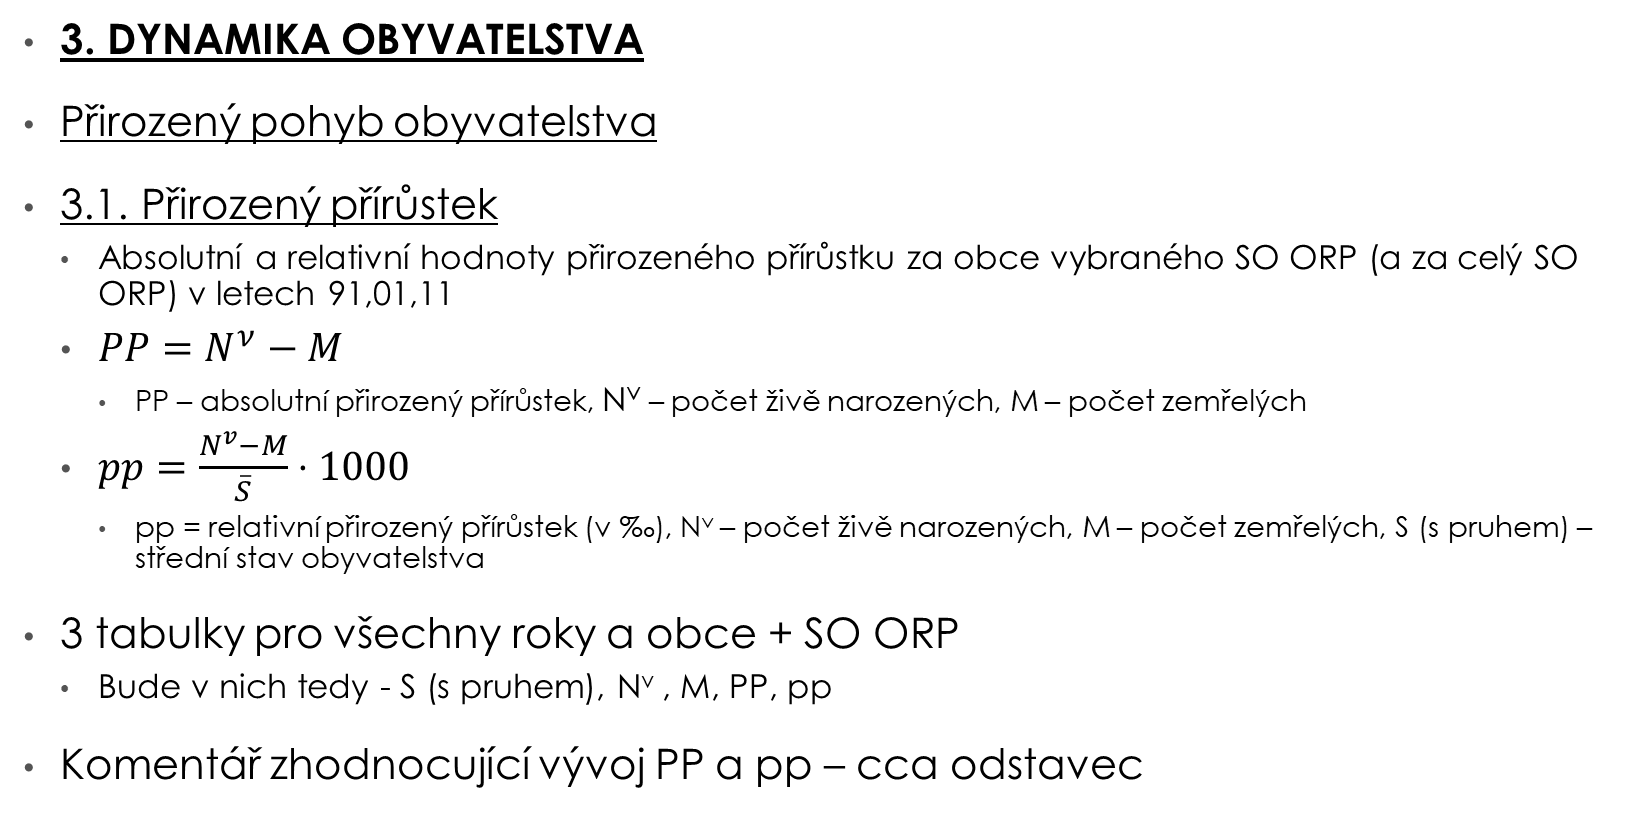 • 3. DYNAMIKA OBYVATELSTVA
• Přirozený pohyb obyvatelstva
• 3.1. Přirozený přírůstek
• Absolutní a relativní hodnoty přirozeného přírůstku za obce vybraného SO ORP (a za celý SO
ORP) v letech 91,01,11
• 𝑃𝑃 = 𝑁^𝜈 − 𝑀
• PP – absolutní přirozený přírůstek, Nᵛ – počet živě narozených, M – počet zemřelých
• 𝑝𝑝 = (𝑁^𝑣−𝑀)/S̄ · 1000
• pp = relativní přirozený přírůstek (v ‰), Nᵛ – počet živě narozených, M – počet zemřelých, S (s pruhem) –
střední stav obyvatelstva
• 3 tabulky pro všechny roky a obce + SO ORP
• Bude v nich tedy - S (s pruhem), Nᵛ , M, PP, pp
• Komentář zhodnocující vývoj PP a pp – cca odstavec